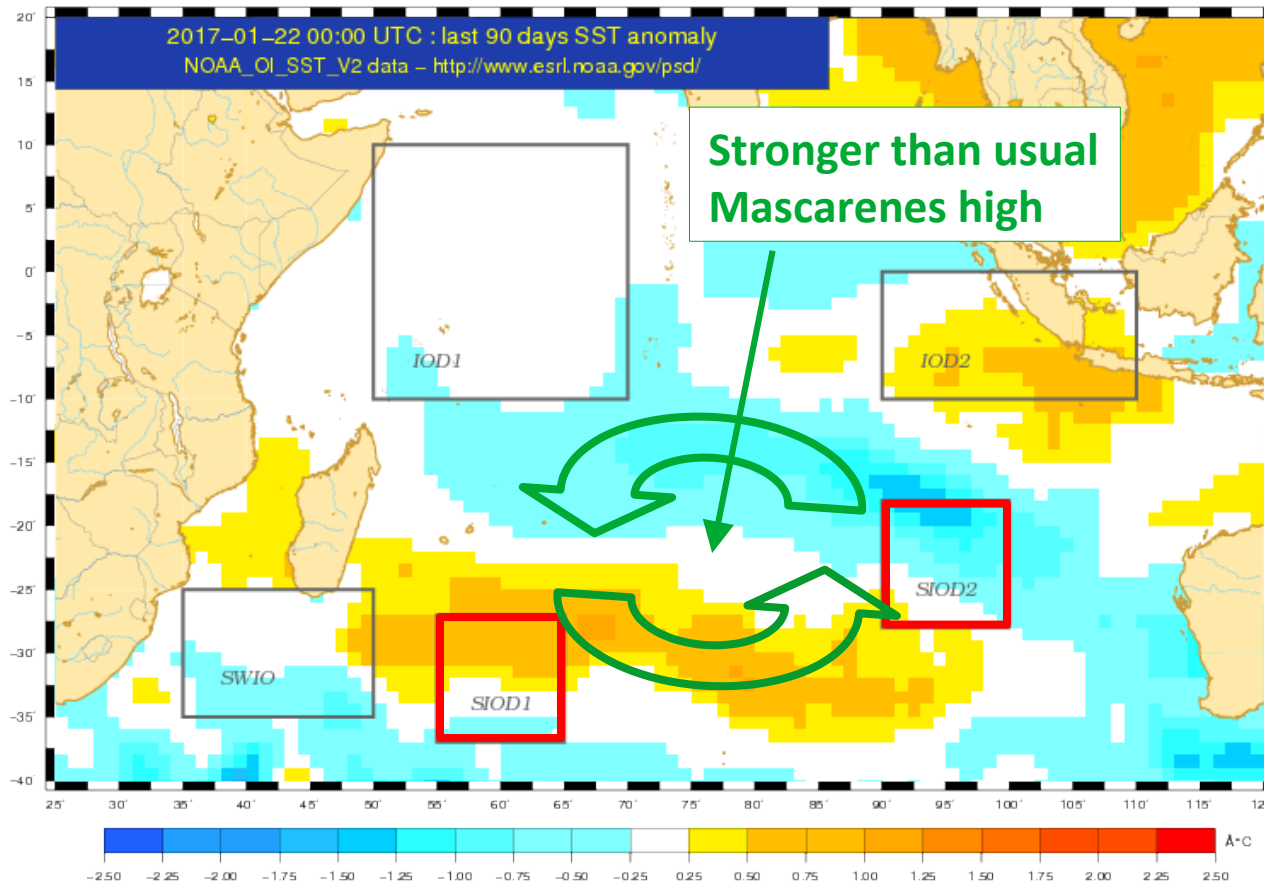 2017-01-22 00:00 UTC : last 90 days SST anomaly
NOAA_OI_SST_V2 data – http://www.esrl.noaa.gov/psd/
Stronger than usual
Mascarenes high
20°
15
10°
5°
0°
-5°
-10°
-15°
-20°
-25°
-30°
-35°
-40°
IOD1
IOD2
SIOD2
SWIO
SIOD1
25° 30° 35° 40° 45° 50° 55° 60° 65° 70° 75° 80° 85° 90° 95° 100° 105° 110° 115° 120
Å°C
-2.50 -2.25 -2.00 -1.75 -1.50 -1.25 -1.00 -0.75 -0.50 -0.25 0.25 0.50 0.75 1.00 1.25 1.50 1.75 2.00 2.25 2.50